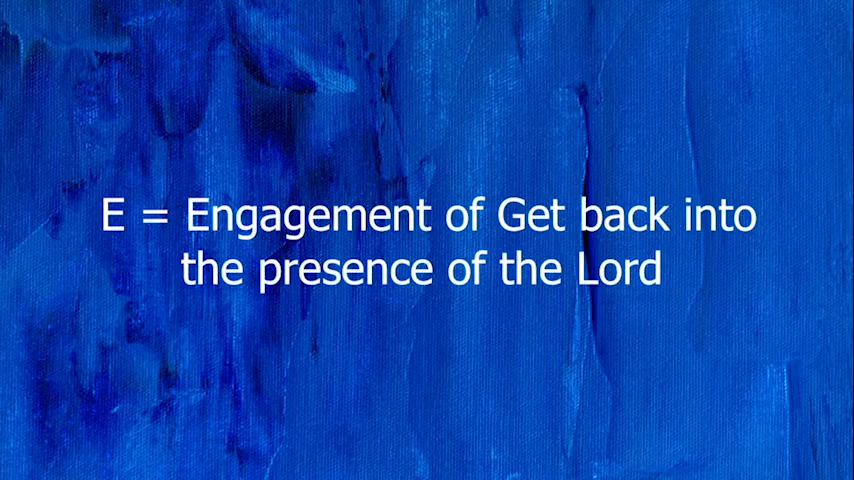 E = Engagement of Get back into
the presence of the Lord